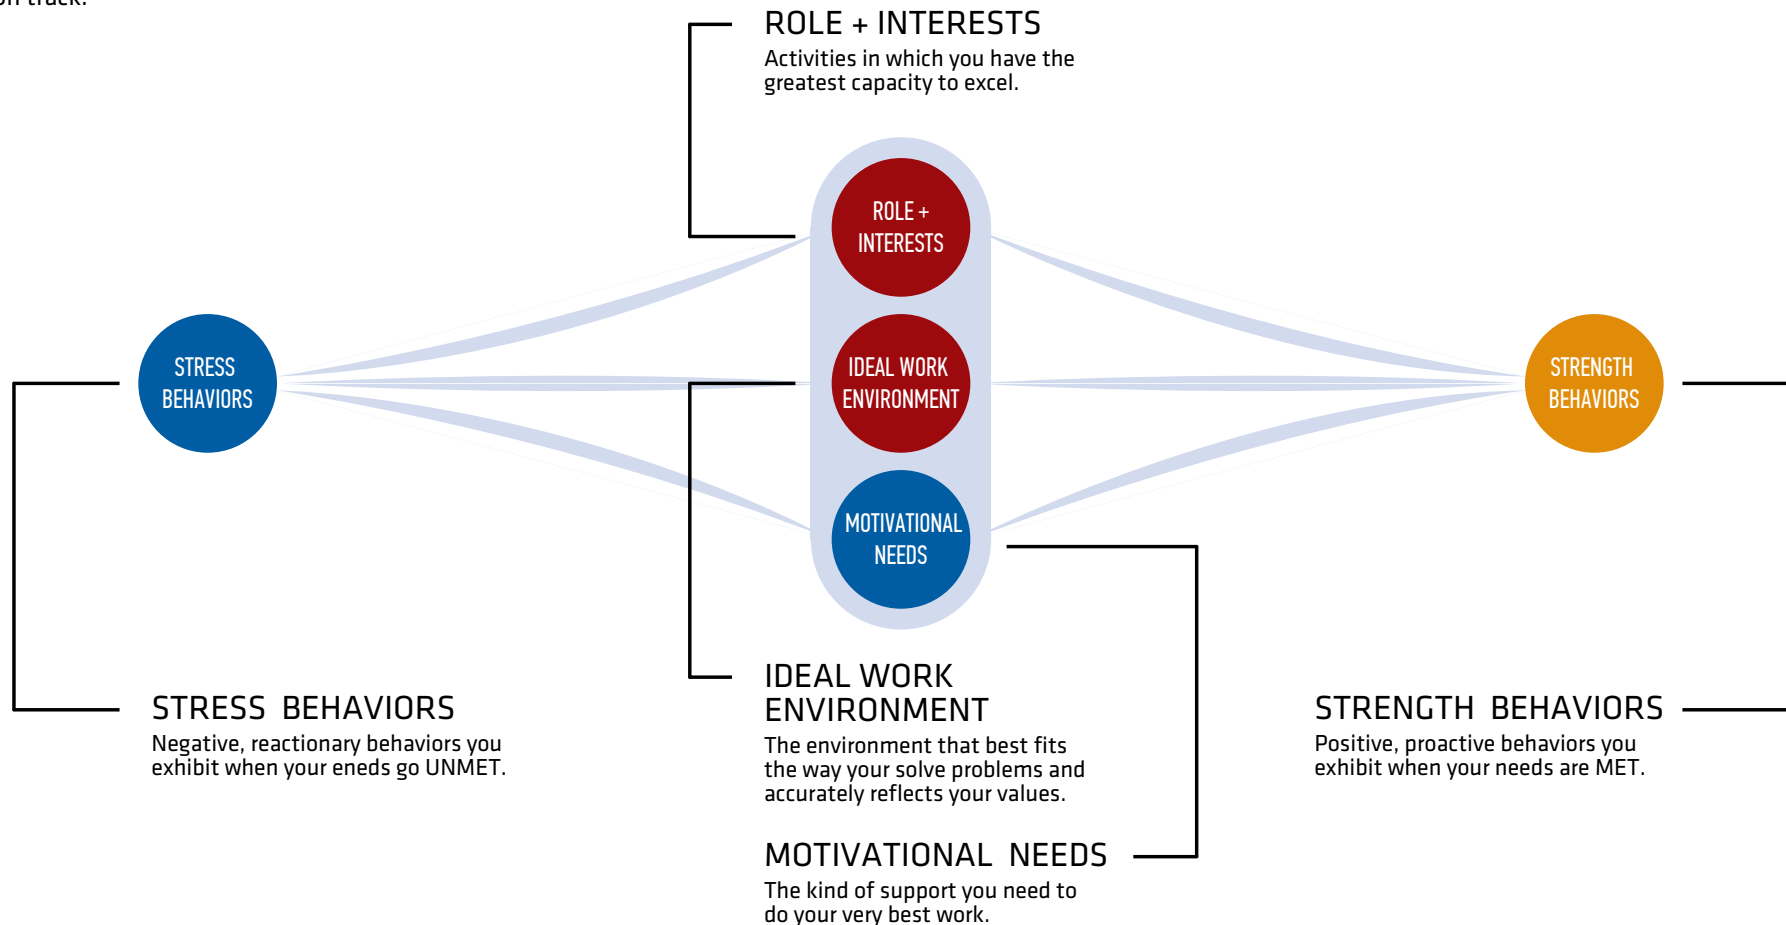 on track.
ROLE + INTERESTS
Activities in which you have the
greatest capacity to excel.
ROLE +
INTERESTS
STRESS
BEHAVIORS
IDEAL WORK
ENVIRONMENT
STRENGTH
BEHAVIORS
MOTIVATIONAL
NEEDS
STRESS BEHAVIORS
Negative, reactionary behaviors you
exhibit when your eneds go UNMET.
IDEAL WORK
ENVIRONMENT
The environment that best fits
the way your solve problems and
accurately reflects your values.
MOTIVATIONAL NEEDS
The kind of support you need to
do your very best work.
STRENGTH BEHAVIORS
Positive, proactive behaviors you
exhibit when your needs are MET.